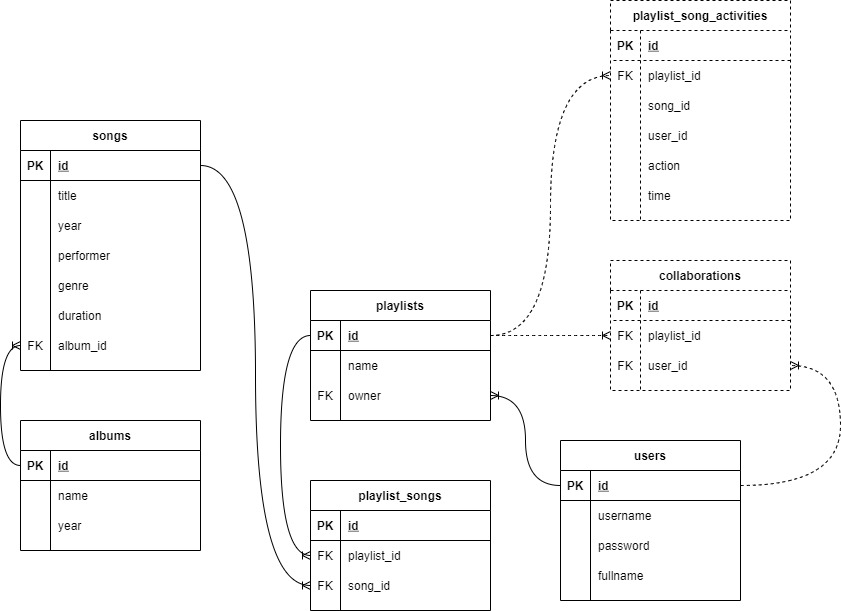 playlist_song_activities
PK id
FK playlist_id
song_id
user_id
action
time
songs
PK id
title
year
performer
genre
duration
FK album_id
collaborations
PK id
FK playlist_id
FK user_id
playlists
PK id
name
FK owner
albums
PK id
name
year
users
PK id
username
password
fullname
playlist_songs
PK id
FK playlist_id
FK song_id